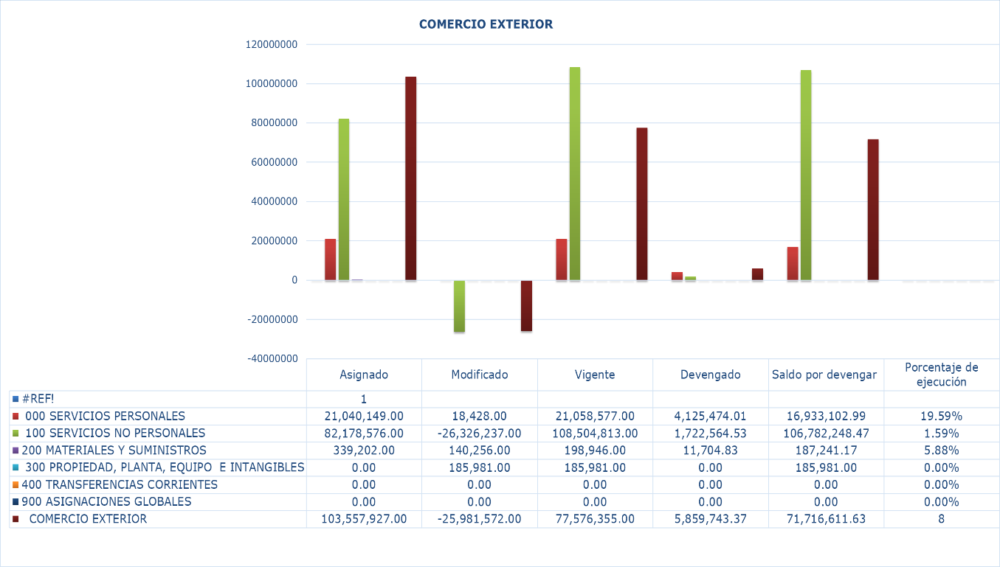 COMERCIO EXTERIOR
120000000
100000000
80000000
60000000
40000000
20000000
0
-20000000
-40000000
Asignado Modificado Vigente Devengado Saldo por devengar Porcentaje de
ejecución
#REF! 1
000 SERVICIOS PERSONALES 21,040,149.00 18,428.00 21,058,577.00 4,125,474.01 16,933,102.99 19.59%
100 SERVICIOS NO PERSONALES 82,178,576.00 -26,326,237.00 108,504,813.00 1,722,564.53 106,782,248.47 1.59%
200 MATERIALES Y SUMINISTROS 339,202.00 140,256.00 198,946.00 11,704.83 187,241.17 5.88%
300 PROPIEDAD, PLANTA, EQUIPO E INTANGIBLES 0.00 185,981.00 185,981.00 0.00 185,981.00 0.00%
400 TRANSFERENCIAS CORRIENTES 0.00 0.00 0.00 0.00 0.00 0.00%
900 ASIGNACIONES GLOBALES 0.00 0.00 0.00 0.00 0.00 0.00%
COMERCIO EXTERIOR 103,557,927.00 -25,981,572.00 77,576,355.00 5,859,743.37 71,716,611.63 8